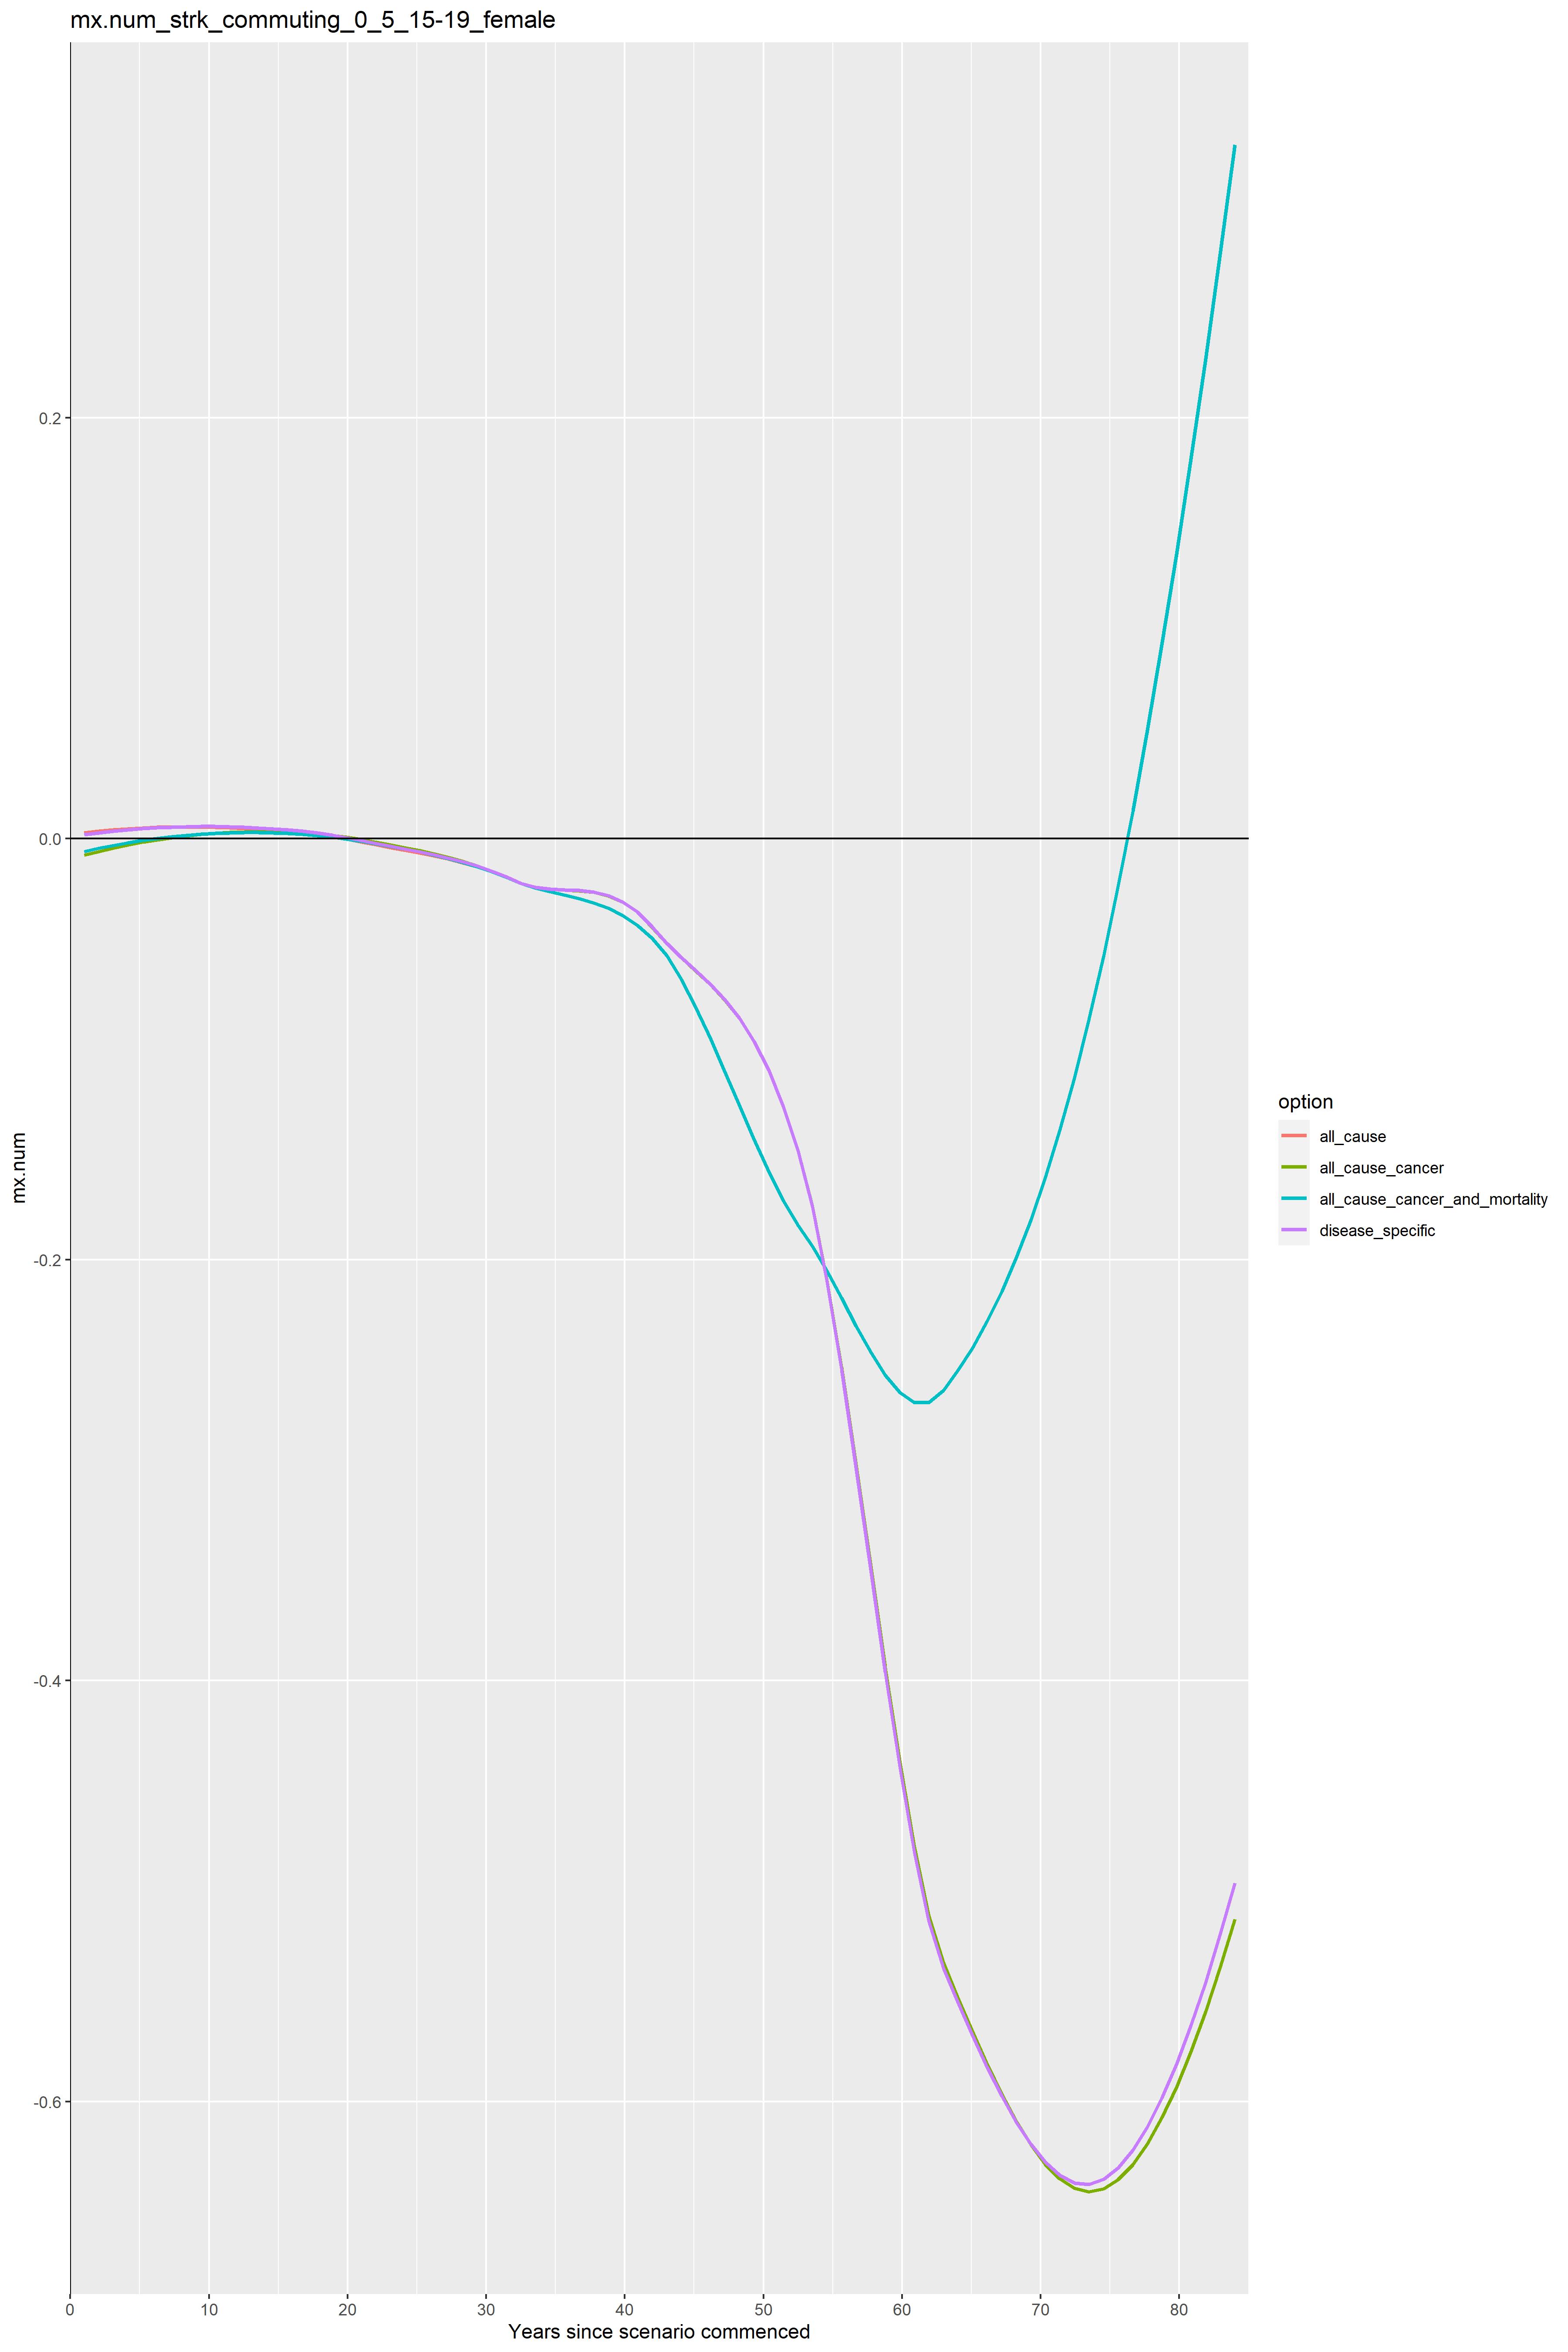 mx.num_strk_commuting_0_5_15-19_female
0.2
0.0
-0.2
-0.4
-0.6
mx.num
0 10 20 30 40 50 60 70 80
Years since scenario commenced
option
all_cause
all_cause_cancer
all_cause_cancer_and_mortality
disease_specific